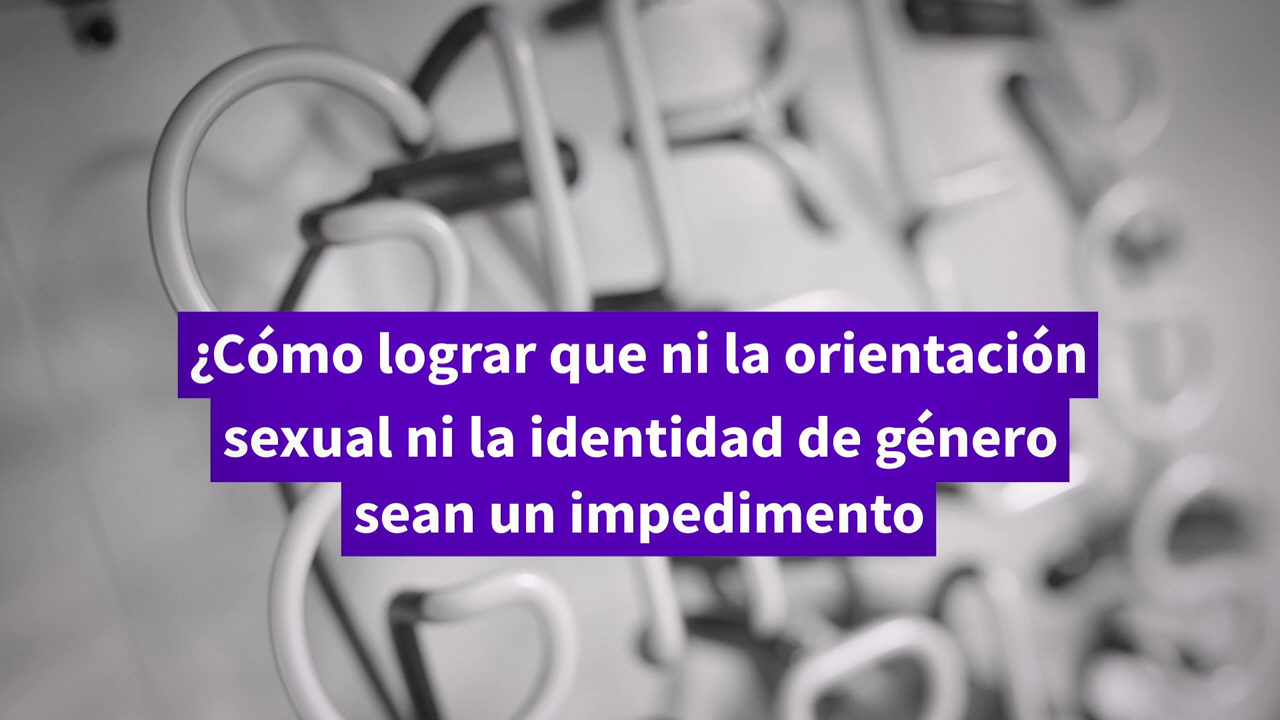 ¿Cómo lograr que ni la orientación
sexual ni la identidad de género
sean un impedimento